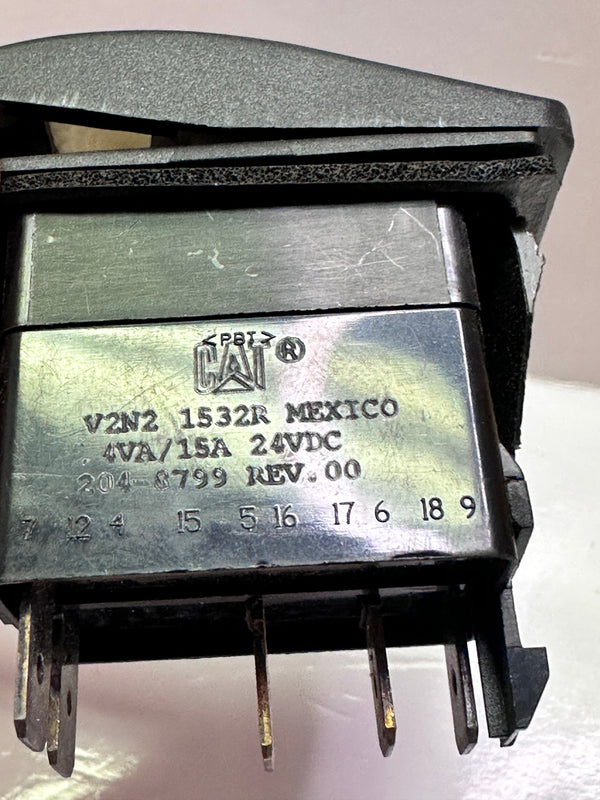 <PBT>
CAT®
V2N2 1532R MEXICO
4VA/15A 24VDC
204-8799 REV.00
7 12 4 15 5 16 17 6 18 9